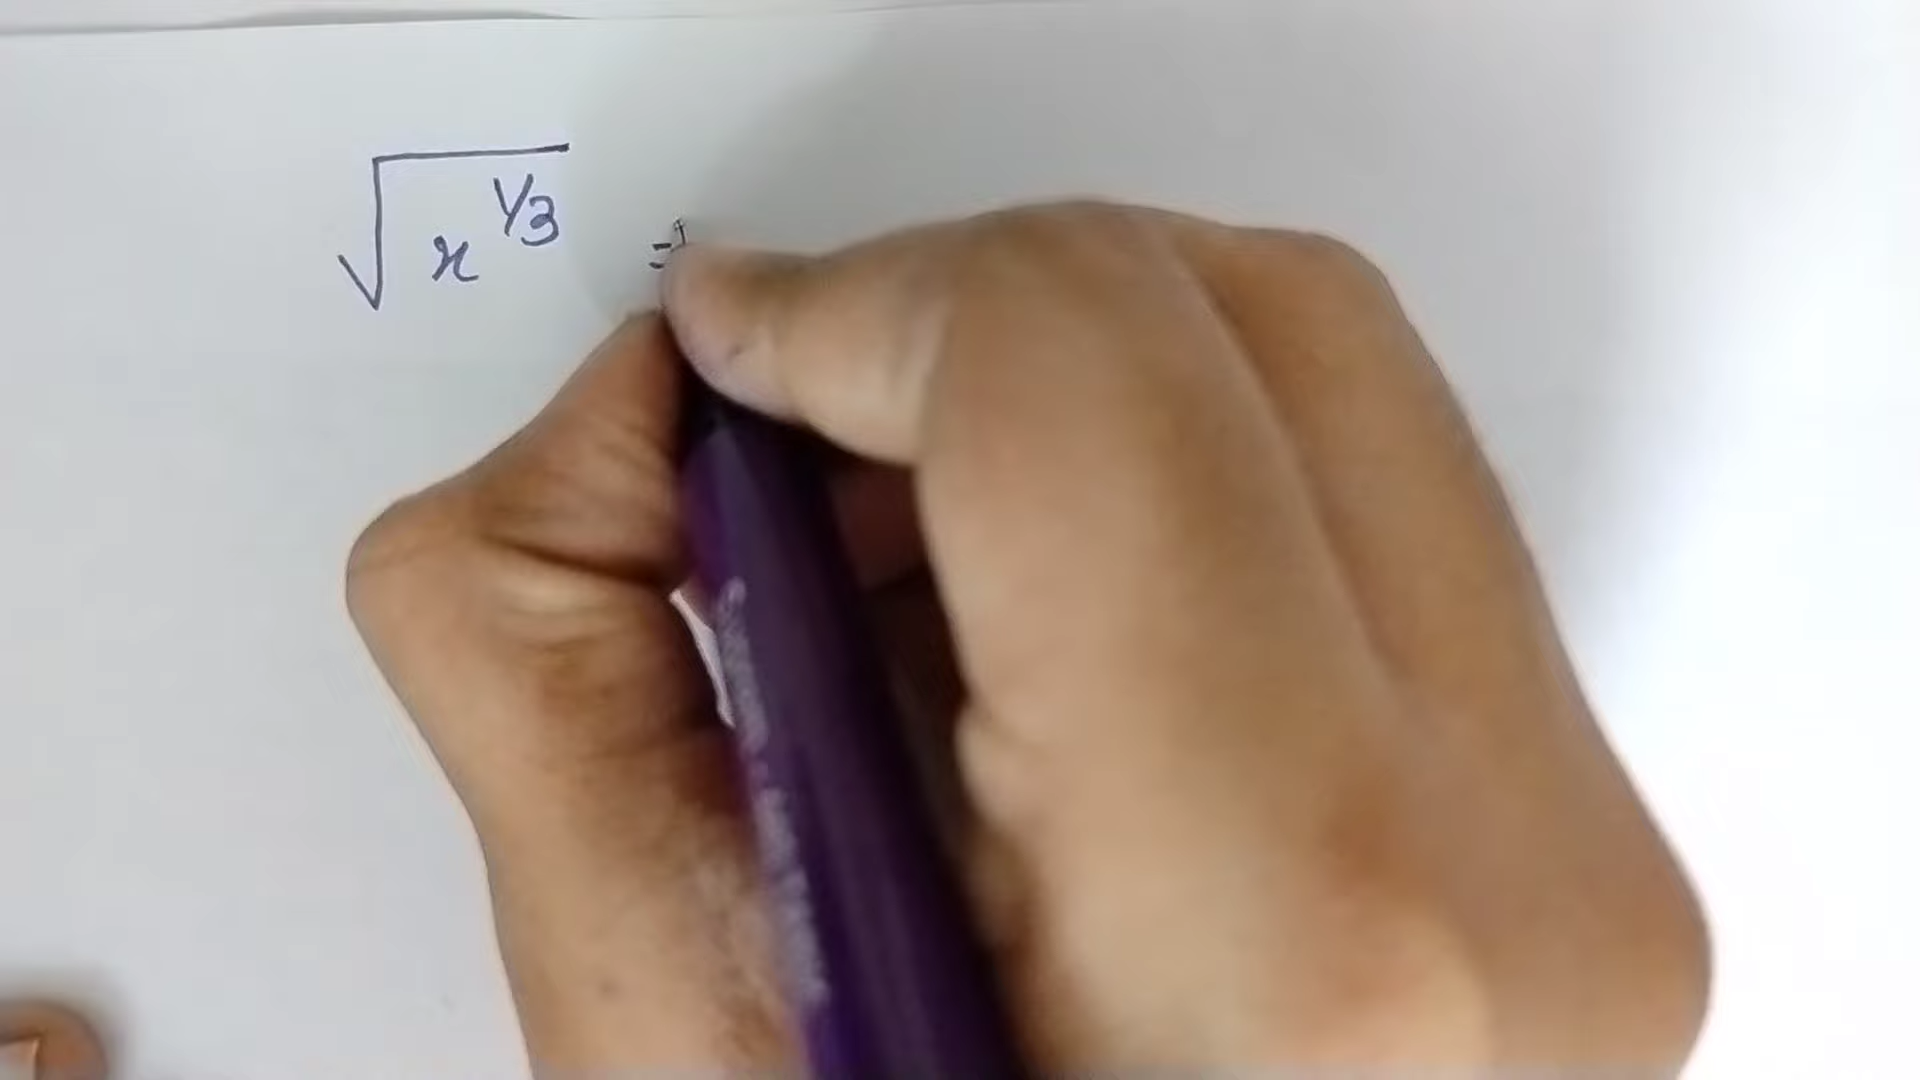 √x^1/3 =